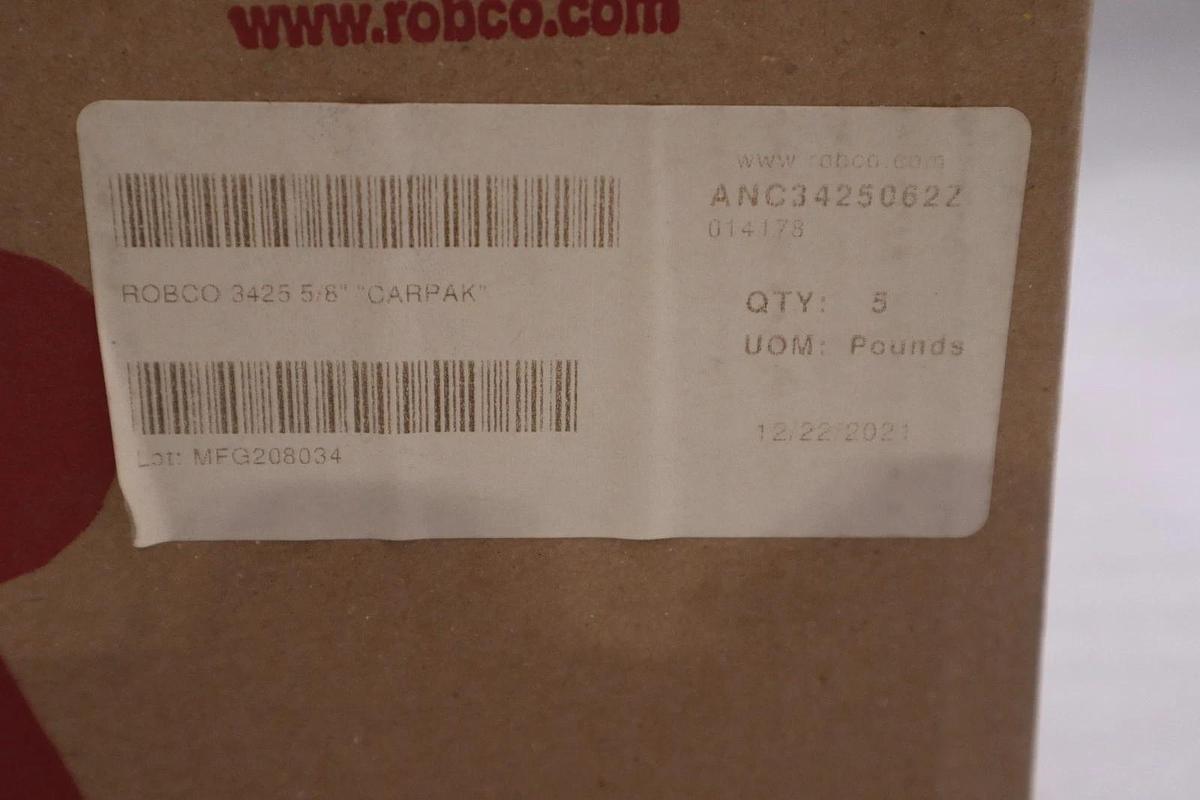 www.robco.com
www.robco.com
ANC3425062Z
014178
ROBCO 3425 5/8" "CARPAK"
QTY: 5
UOM: Pounds
12/22/2021
Lot: MFG208034